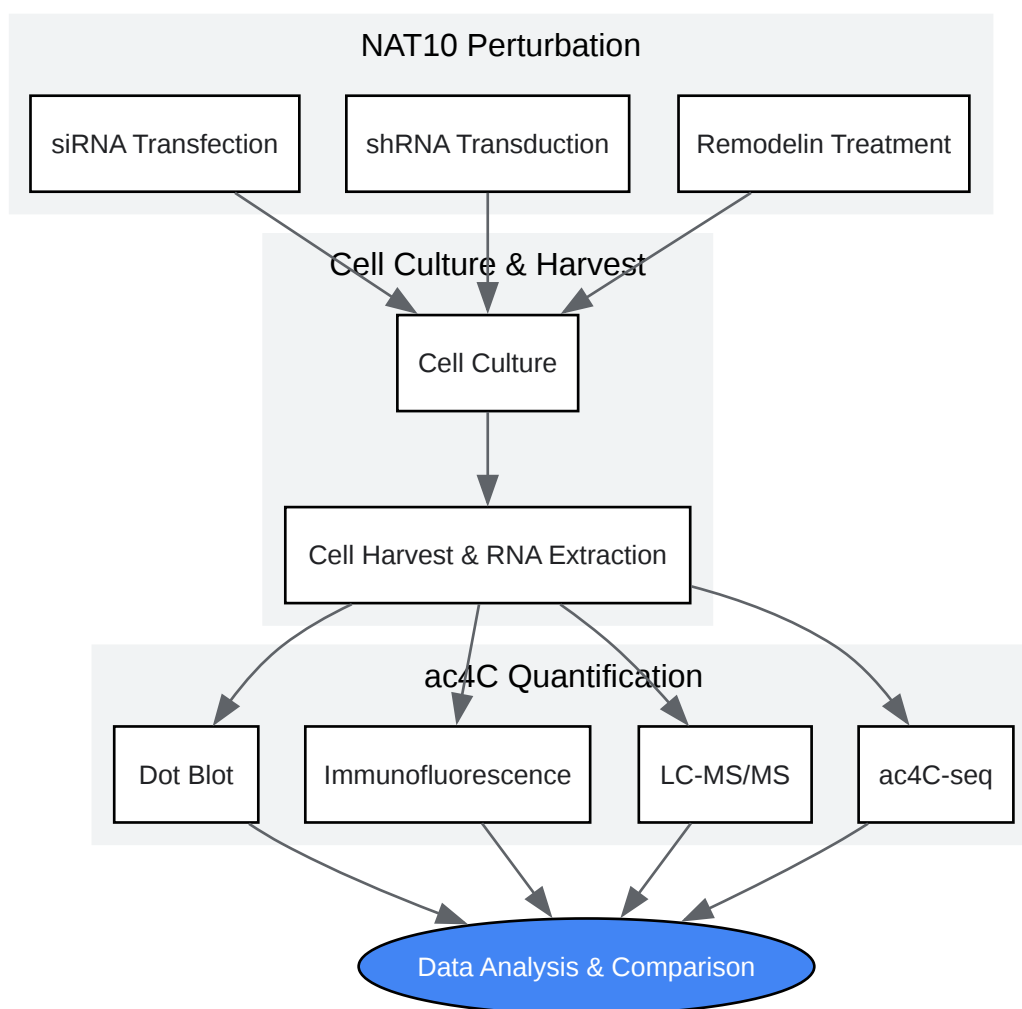 NAT10 Perturbation
siRNA Transfection
shRNA Transduction
Remodelin Treatment
Cell Culture & Harvest
Cell Culture
Cell Harvest & RNA Extraction
ac4C Quantification
Dot Blot
Immunofluorescence
LC-MS/MS
ac4C-seq
Data Analysis & Comparison